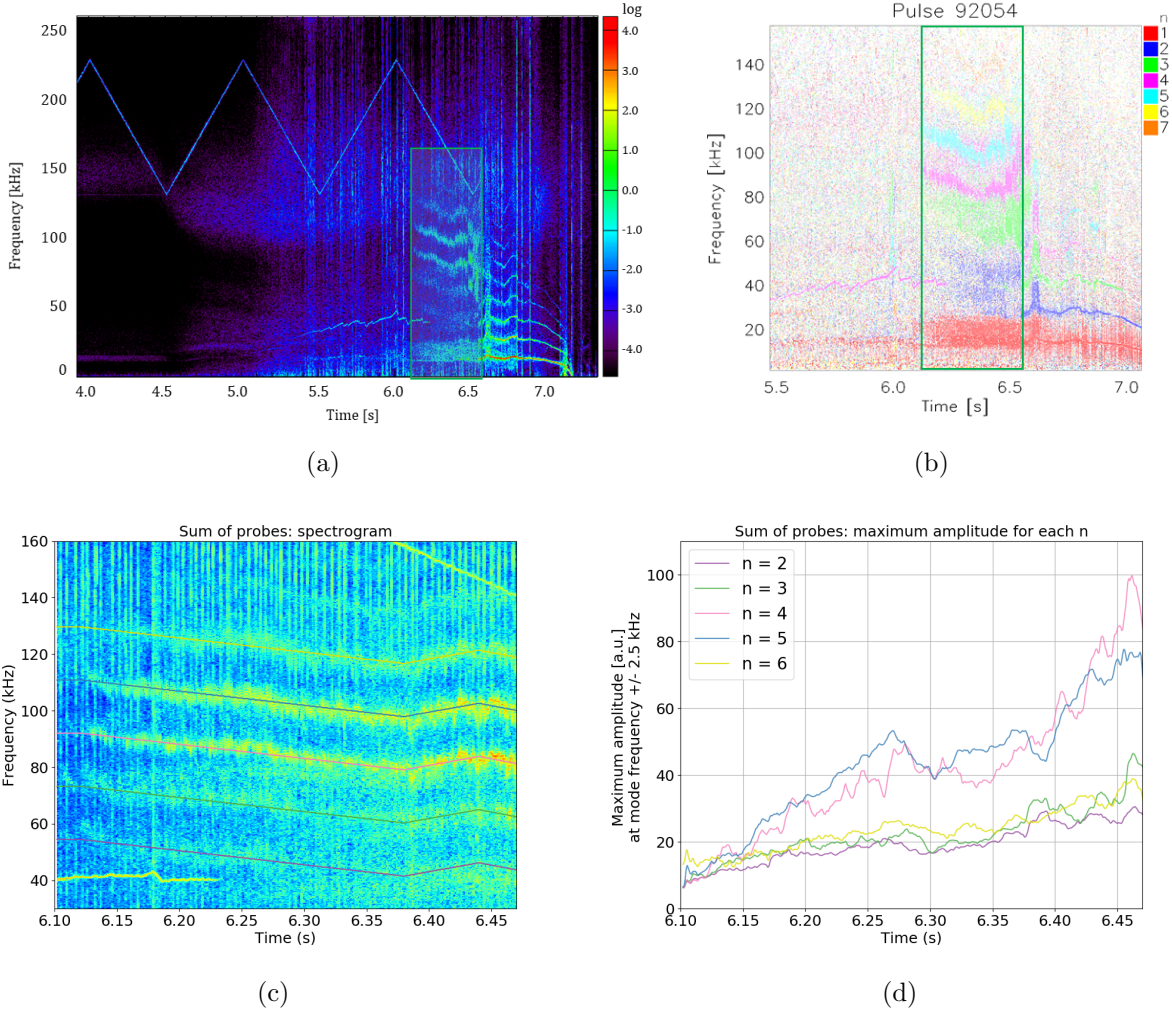 250
200
150
100
50
0
Frequency [kHz]
4.0 4.5 5.0 5.5 6.0 6.5 7.0
Time [s]
log
4.0
3.0
2.0
1.0
0.0
-1.0
-2.0
-3.0
-4.0
(a)
Pulse 92054
140
120
100
80
60
40
20
Frequency [kHz]
5.5 6.0 6.5 7.0
Time [s]
n
1
2
3
4
5
6
7
(b)
Sum of probes: spectrogram
160
140
120
100
80
60
40
Frequency (kHz)
6.10 6.15 6.20 6.25 6.30 6.35 6.40 6.45
Time (s)
(c)
Sum of probes: maximum amplitude for each n
n = 2
n = 3
n = 4
n = 5
n = 6
100
80
60
40
20
0
Maximum amplitude [a.u.]
at mode frequency +/- 2.5 kHz
6.10 6.15 6.20 6.25 6.30 6.35 6.40 6.45
Time (s)
(d)